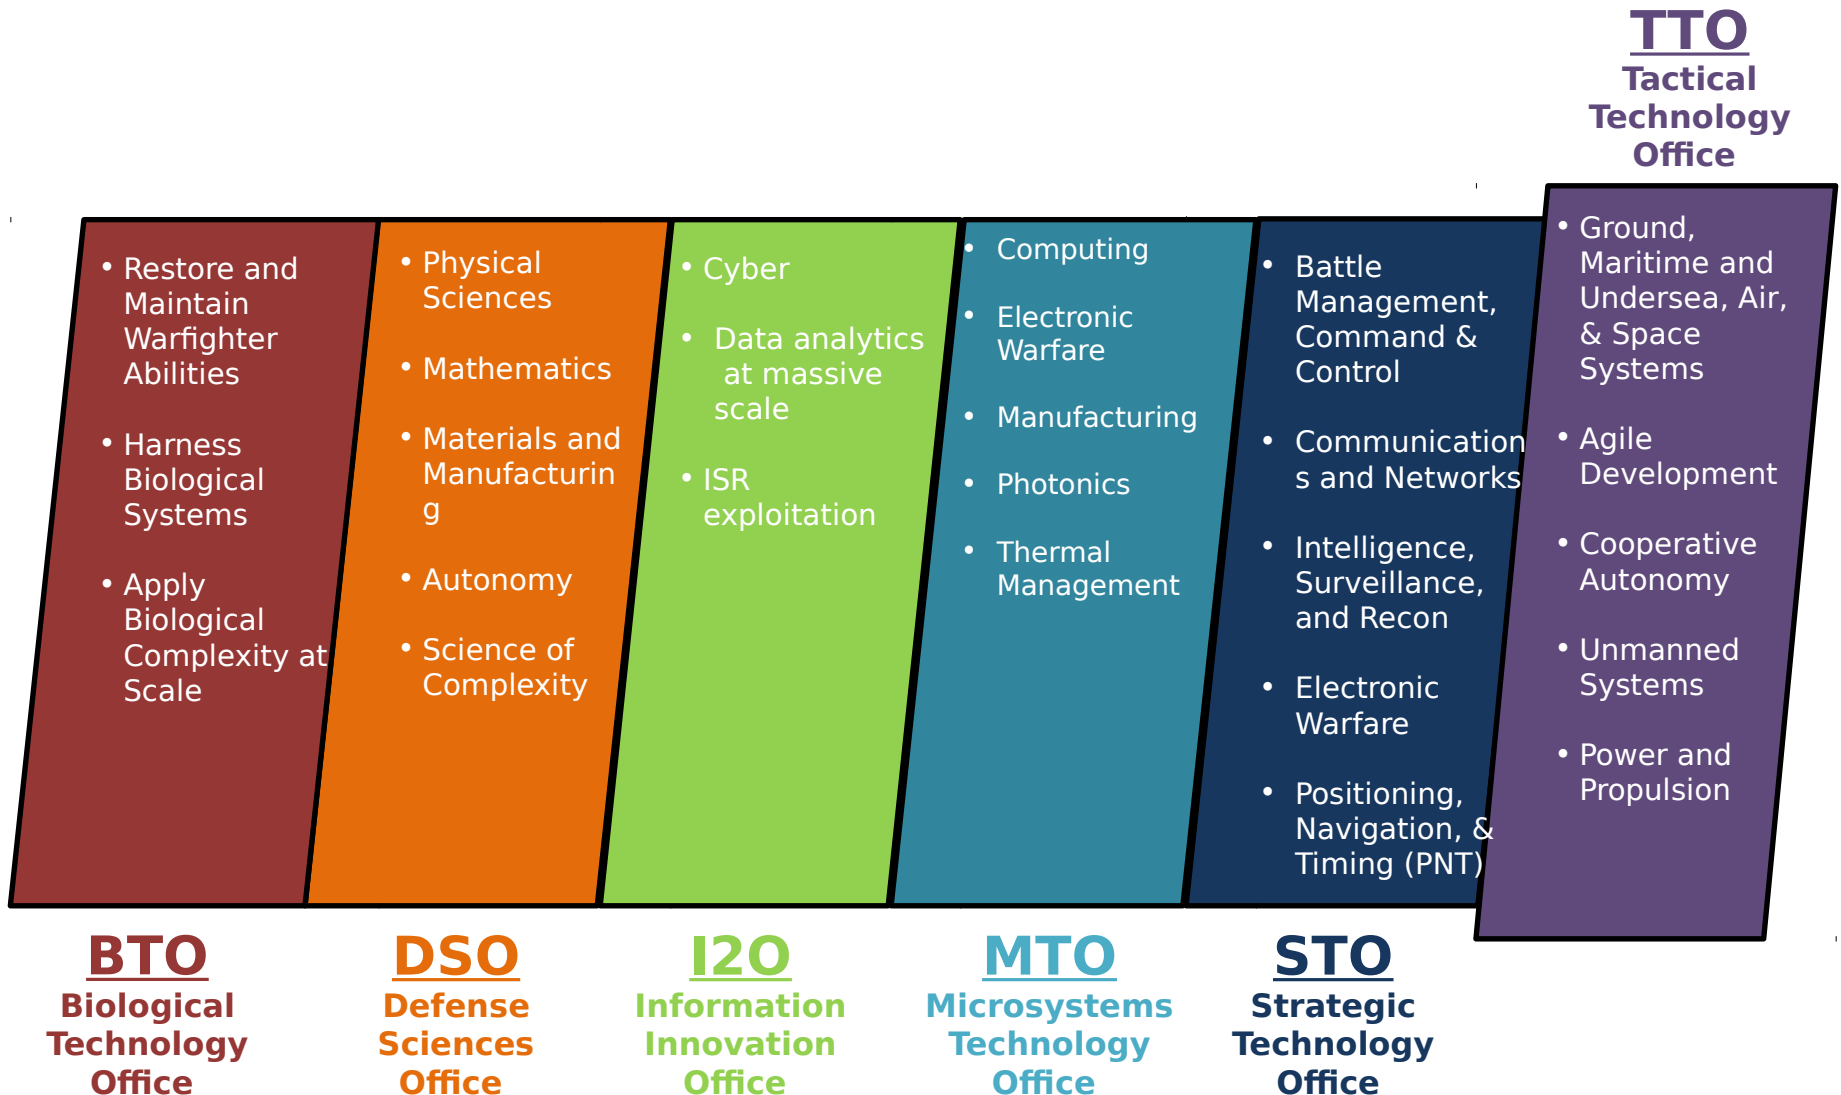 TTO
Tactical
Technology
Office
• Restore and
Maintain
Warfighter
Abilities
• Harness
Biological
Systems
• Apply
Biological
Complexity at
Scale
• Physical
Sciences
• Mathematics
• Materials and
Manufacturin
g
• Autonomy
• Science of
Complexity
• Cyber
• Data analytics
at massive
scale
• ISR
exploitation
• Computing
• Electronic
Warfare
• Manufacturing
• Photonics
• Thermal
Management
• Battle
Management,
Command &
Control
• Communication
s and Networks
• Intelligence,
Surveillance,
and Recon
• Electronic
Warfare
• Positioning,
Navigation, &
Timing (PNT)
• Ground,
Maritime and
Undersea, Air,
& Space
Systems
• Agile
Development
• Cooperative
Autonomy
• Unmanned
Systems
• Power and
Propulsion
BTO
Biological
Technology
Office
DSO
Defense
Sciences
Office
I2O
Information
Innovation
Office
MTO
Microsystems
Technology
Office
STO
Strategic
Technology
Office